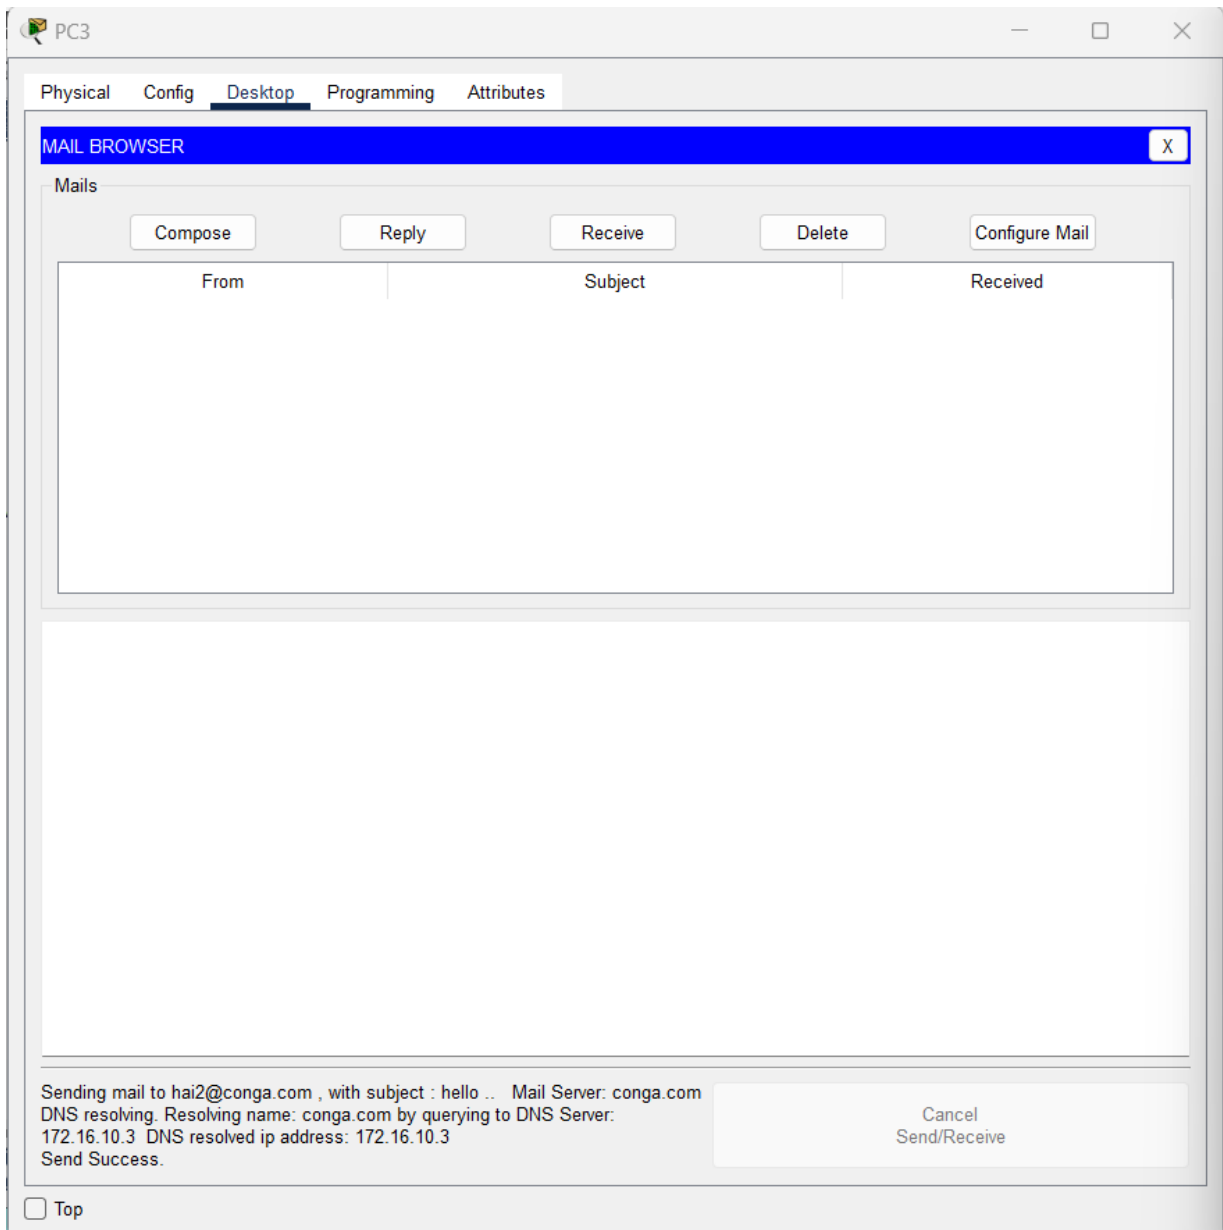 PC3
Physical Config Desktop Programming Attributes
MAIL BROWSER X
Mails
Compose Reply Receive Delete Configure Mail
From Subject Received
Sending mail to hai2@conga.com , with subject : hello .. Mail Server: conga.com
DNS resolving. Resolving name: conga.com by querying to DNS Server:
172.16.10.3 DNS resolved ip address: 172.16.10.3
Send Success.
Cancel
Send/Receive
Top